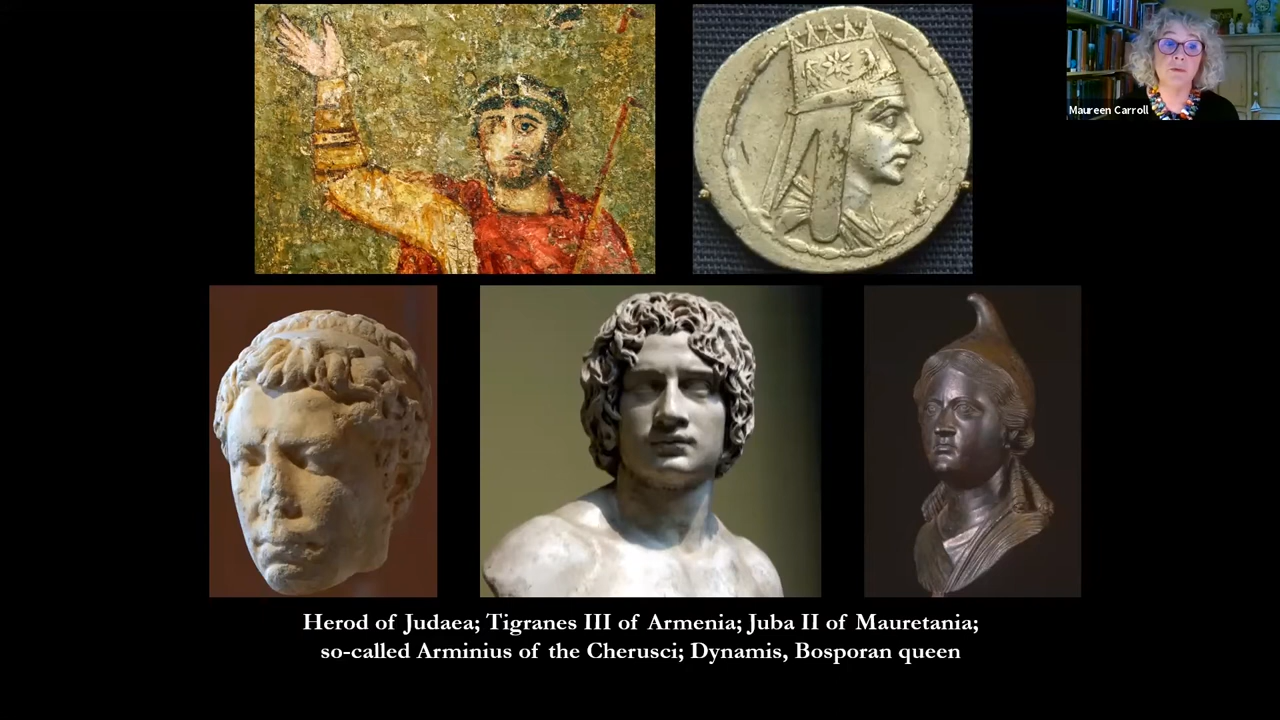 Maureen Carroll
Herod of Judaea; Tigranes III of Armenia; Juba II of Mauretania;
so-called Arminius of the Cherusci; Dynamis, Bosporan queen